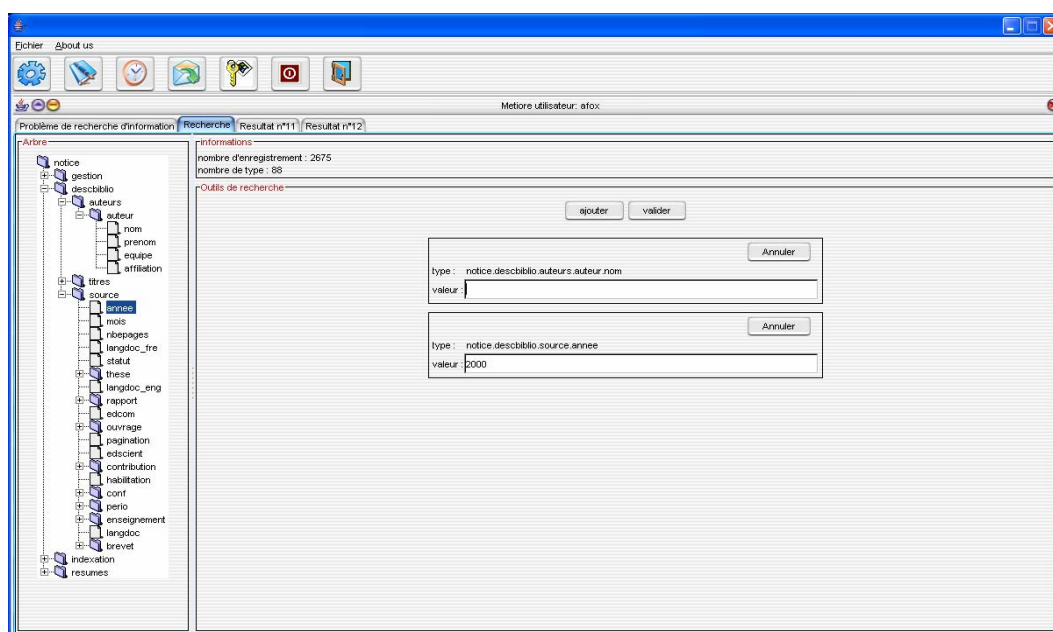 Fichier About us
Metiore utilisateur: afox
Problème de recherche d'information Recherche Resultat n°11 Resultat n°12
Arbre
notice
gestion
descbiblio
auteurs
auteur
nom
prenom
equipe
affiliation
titres
source
annee
mois
nbepages
langdoc_fre
statut
these
langdoc_eng
rapport
edcom
ouvrage
pagination
edscient
contribution
habilitation
conf
perio
enseignement
langdoc
brevet
indexation
resumes
informations
nombre d'enregistrement : 2675
nombre de type : 88
Outils de recherche
ajouter valider
Annuler
type : notice.descbiblio.auteurs.auteur.nom
valeur :
Annuler
type : notice.descbiblio.source.annee
valeur : 2000